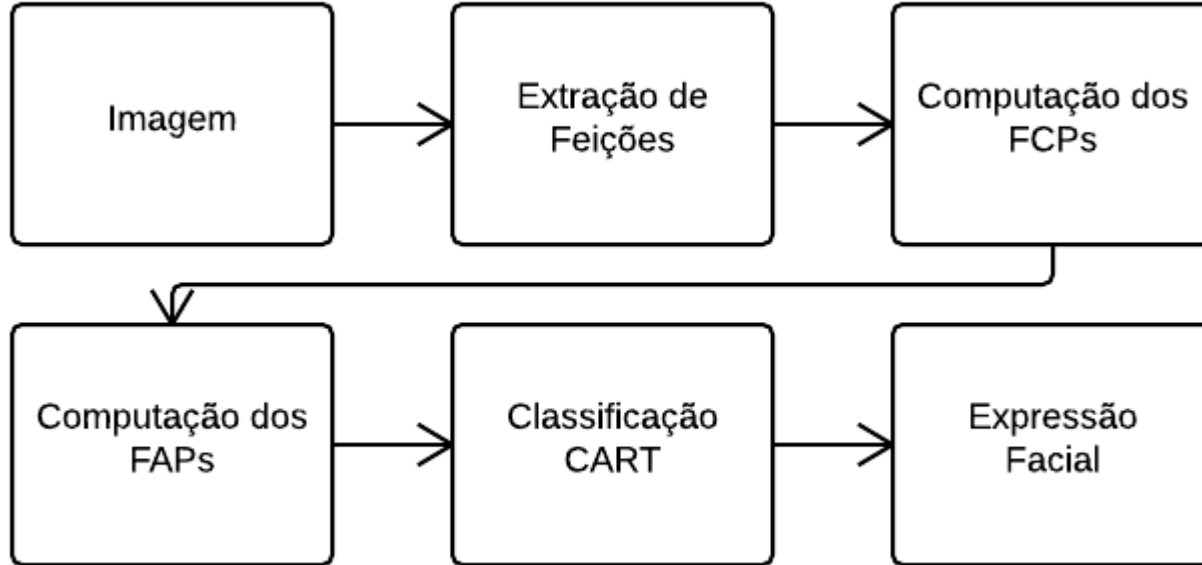 Imagem
Extração de
Feições
Computação dos
FCPs
Computação dos
FAPs
Classificação
CART
Expressão
Facial